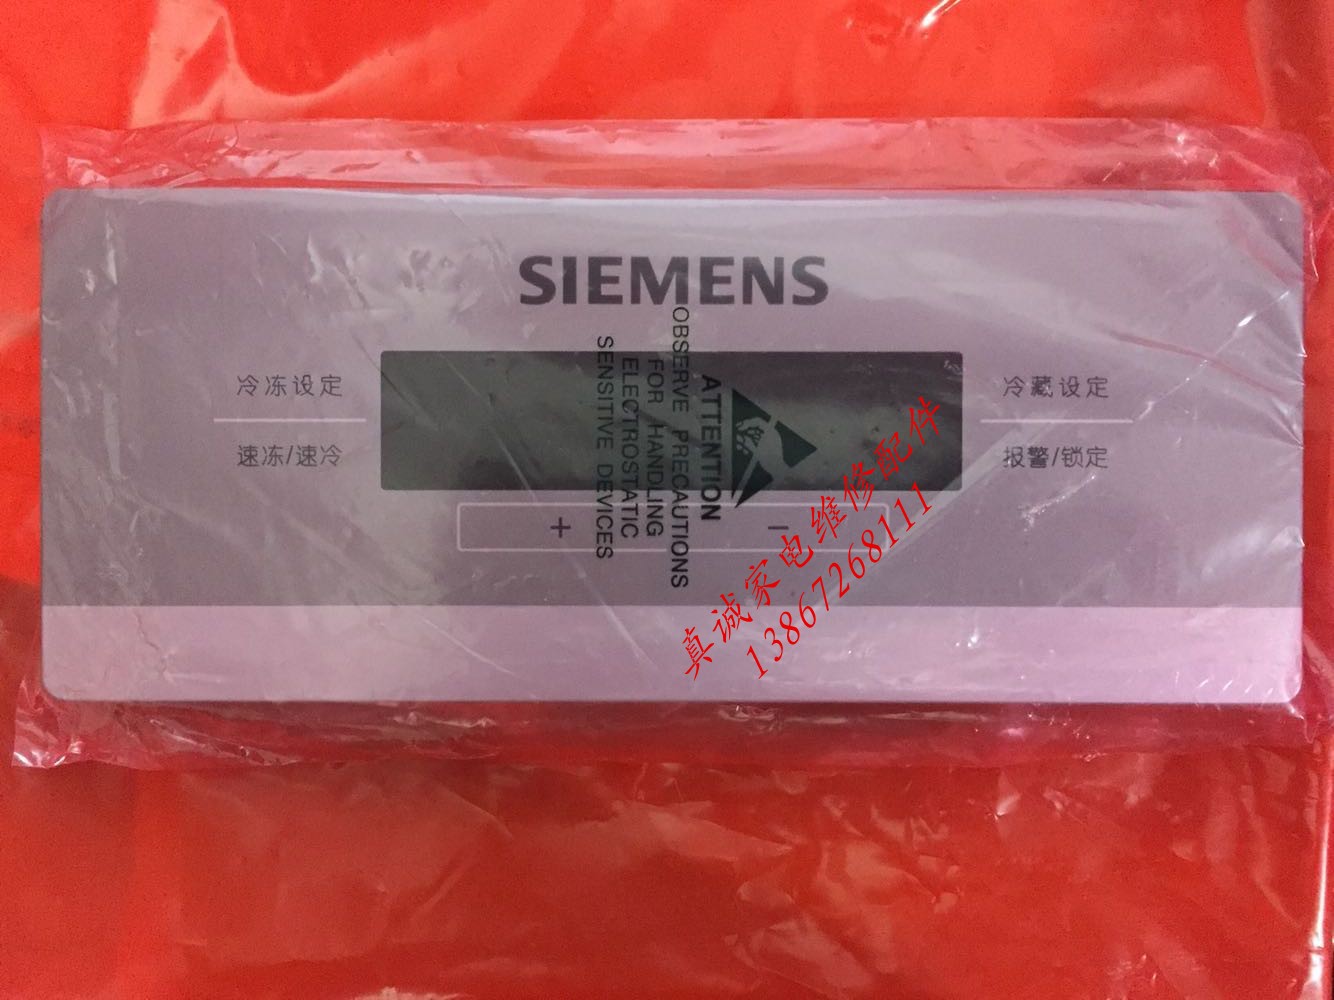 SIEMENS
冷冻设定
速冻/速冷
冷藏设定
报警/锁定
+
−
ATTENTION
OBSERVE PRECAUTIONS
FOR HANDLING
ELECTROSTATIC
SENSITIVE DEVICES
真诚家电维修配件
13867268111